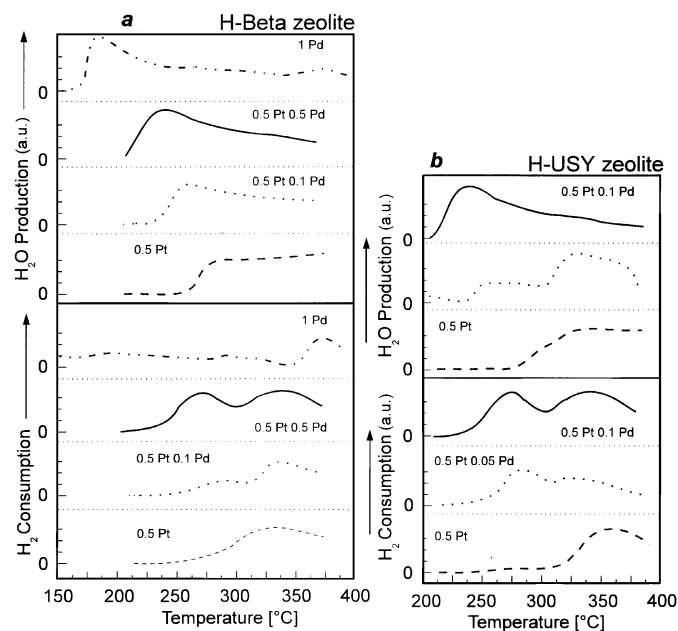 a
H-Beta zeolite
H2O Production (a.u.)
1 Pd
0
0.5 Pt 0.5 Pd
0
0.5 Pt 0.1 Pd
0
0.5 Pt
0
H2 Consumption
1 Pd
0
0.5 Pt 0.5 Pd
0
0.5 Pt 0.1 Pd
0
0.5 Pt
0
150 200 250 300 350 400
Temperature [°C]
b
H-USY zeolite
H2O Production (a.u.)
0.5 Pt 0.1 Pd
0
0
0.5 Pt
0
H2 Consumption (a.u.)
0.5 Pt 0.1 Pd
0
0.5 Pt 0.05 Pd
0
0.5 Pt
0
200 250 300 350 400
Temperature [°C]